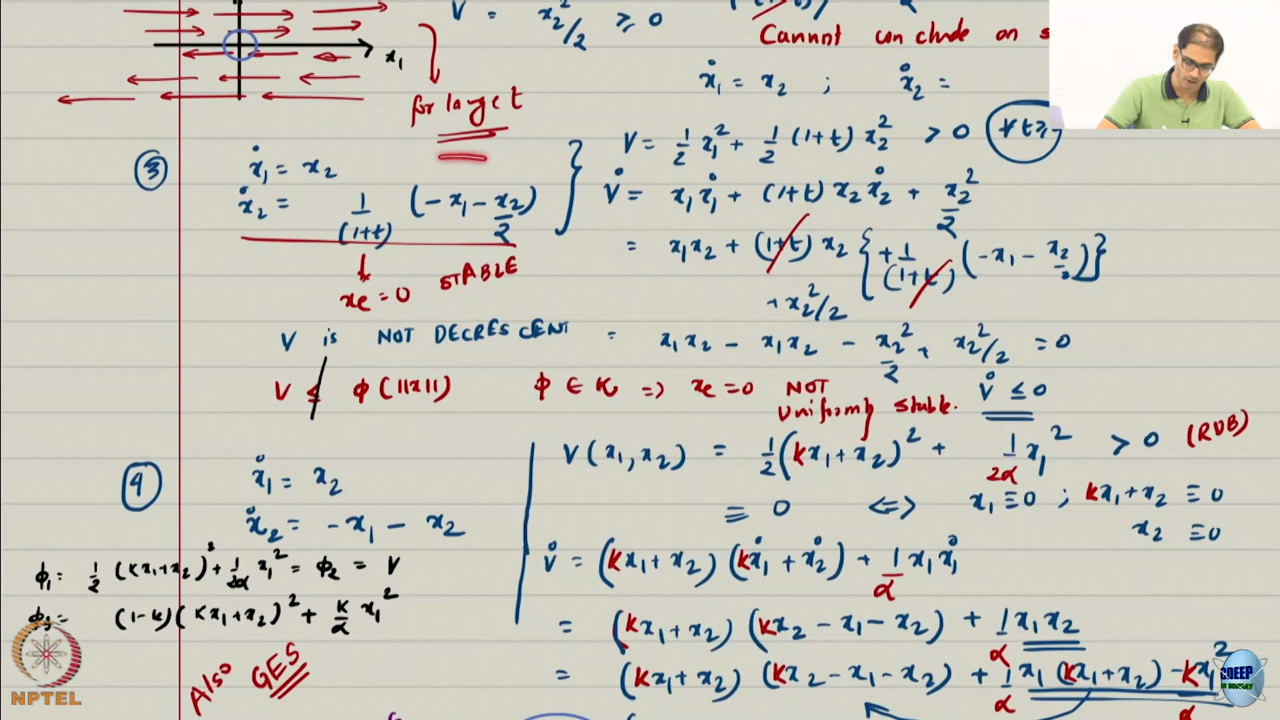 V = x₂²/2 ≥ 0
Cannot conclude on
x₁
for large t
ẋ₁ = x₂ ; ẋ₂ =
③
ẋ₁ = x₂
ẋ₂ = 1/(1+t) (-x₁ - x₂/2)
xₑ = 0 STABLE
V = 1/2 x₁² + 1/2 (1+t) x₂² > 0 ∀t≥
V̇ = x₁ẋ₁ + (1+t) x₂ẋ₂ + x₂²/2
= x₁x₂ + (1+t) x₂ {+1/(1+t) (-x₁ - x₂/2)}
+ x₂²/2
V is NOT DECRESCENT = x₁x₂ - x₁x₂ - x₂²/2 + x₂²/2 = 0
V ≰ φ(||x||) φ ∈ K ⇒ xₑ=0 NOT uniformly stable.
V̇ ≤ 0
④
ẋ₁ = x₂
ẋ₂ = -x₁ - x₂
φ₁ = 1/2 (kx₁+x₂)² + 1/2α x₁² = φ₂ = V
φ₃ = (1-k)(kx₁+x₂)² + k/α x₁²
Also GES
V(x₁,x₂) = 1/2(kx₁+x₂)² + 1/2α x₁² > 0 (RUB)
≡ 0 ⇔ x₁≡0 ; kx₁+x₂ ≡0
x₂ ≡0
V̇ = (kx₁+x₂)(kẋ₁+ẋ₂) + 1/α x₁ẋ₁
= (kx₁+x₂)(kx₂-x₁-x₂) + 1/α x₁x₂
= (kx₁+x₂)(kx₂-x₁-x₂) + 1/α x₁(kx₁+x₂) - kx₁²/α
NPTEL